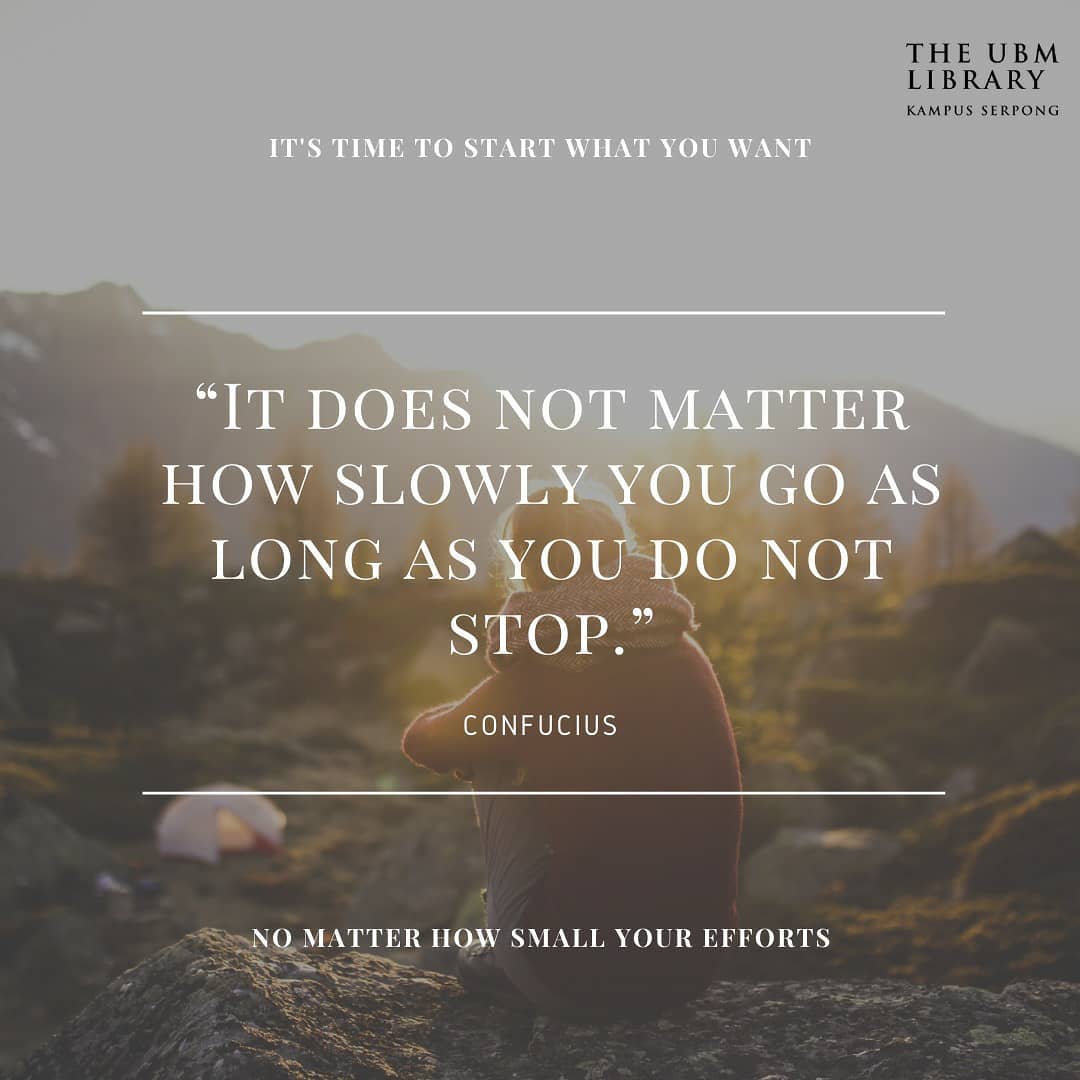 THE UBM
LIBRARY
KAMPUS SERPONG
IT'S TIME TO START WHAT YOU WANT
“IT DOES NOT MATTER
HOW SLOWLY YOU GO AS
LONG AS YOU DO NOT
STOP.”
CONFUCIUS
NO MATTER HOW SMALL YOUR EFFORTS